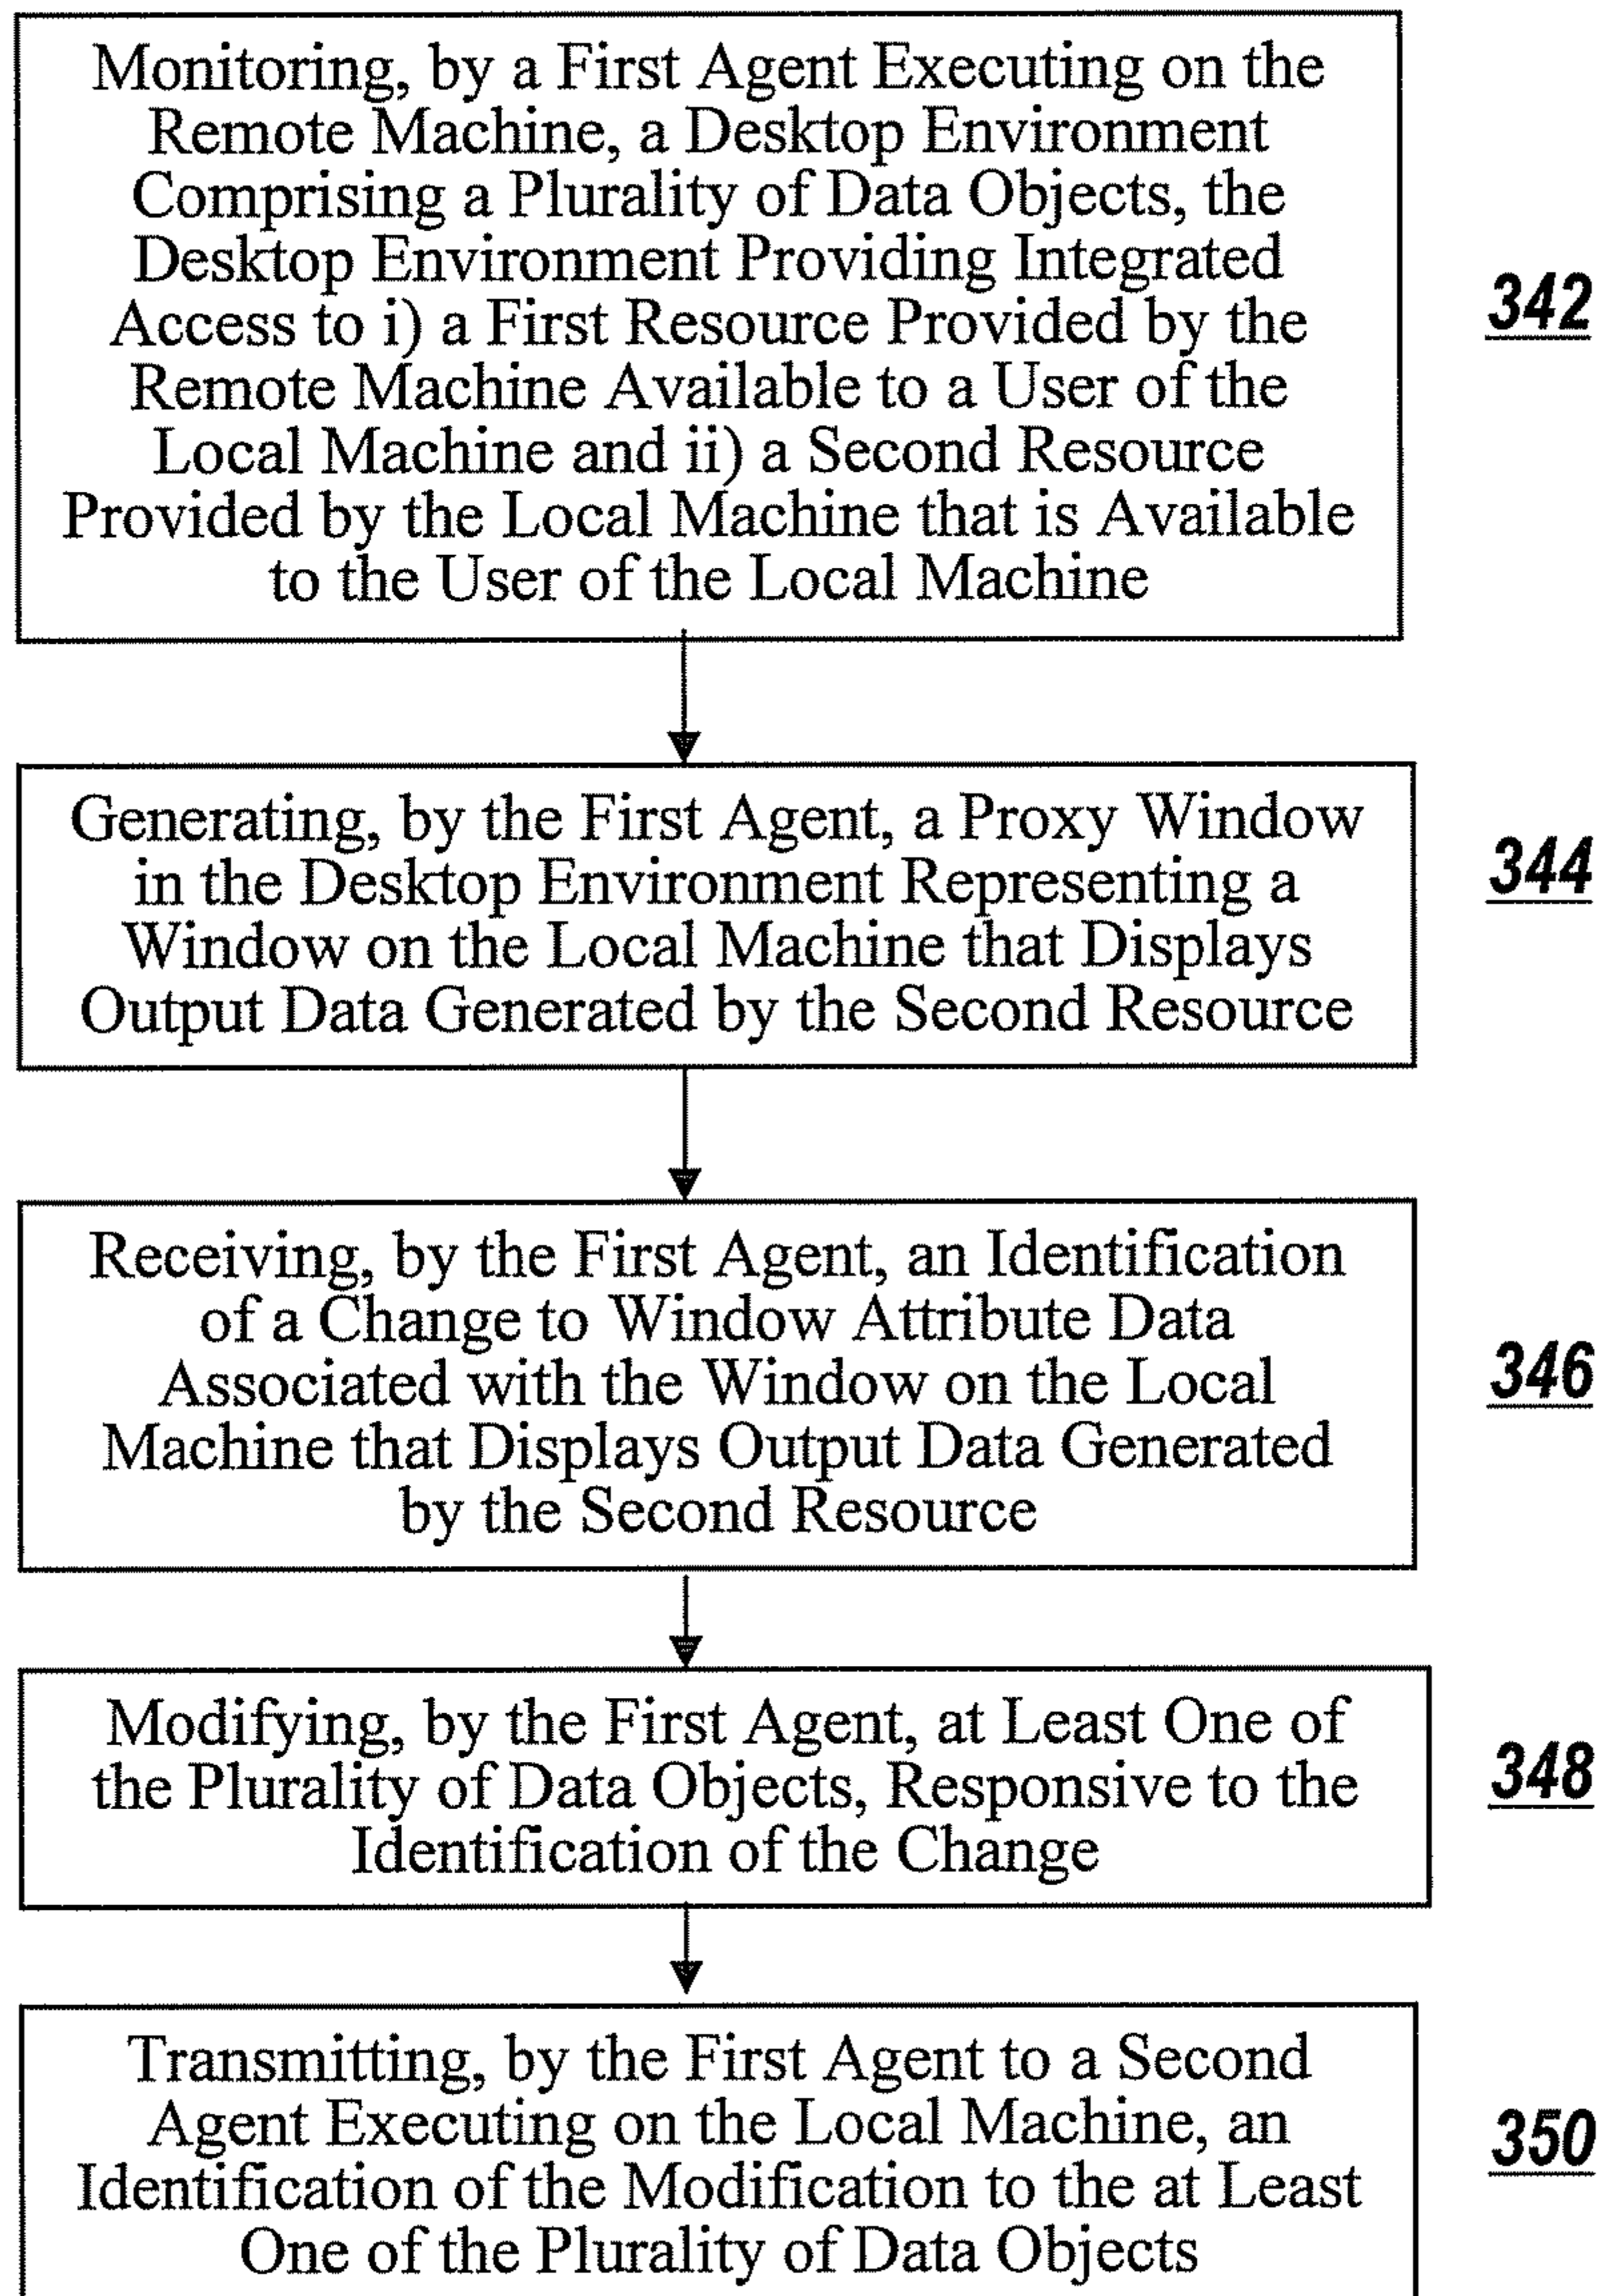 Monitoring, by a First Agent Executing on the
Remote Machine, a Desktop Environment
Comprising a Plurality of Data Objects, the
Desktop Environment Providing Integrated
Access to i) a First Resource Provided by the
Remote Machine Available to a User of the
Local Machine and ii) a Second Resource
Provided by the Local Machine that is Available
to the User of the Local Machine
342
Generating, by the First Agent, a Proxy Window
in the Desktop Environment Representing a
Window on the Local Machine that Displays
Output Data Generated by the Second Resource
344
Receiving, by the First Agent, an Identification
of a Change to Window Attribute Data
Associated with the Window on the Local
Machine that Displays Output Data Generated
by the Second Resource
346
Modifying, by the First Agent, at Least One of
the Plurality of Data Objects, Responsive to the
Identification of the Change
348
Transmitting, by the First Agent to a Second
Agent Executing on the Local Machine, an
Identification of the Modification to the at Least
One of the Plurality of Data Objects
350